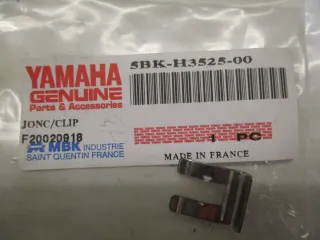 YAMAHA
GENUINE
Parts & Accessories
5BK-H3525-00
JONC/CLIP
F20020918
1 PC
MBK INDUSTRIE
SAINT QUENTIN FRANCE
MADE IN FRANCE